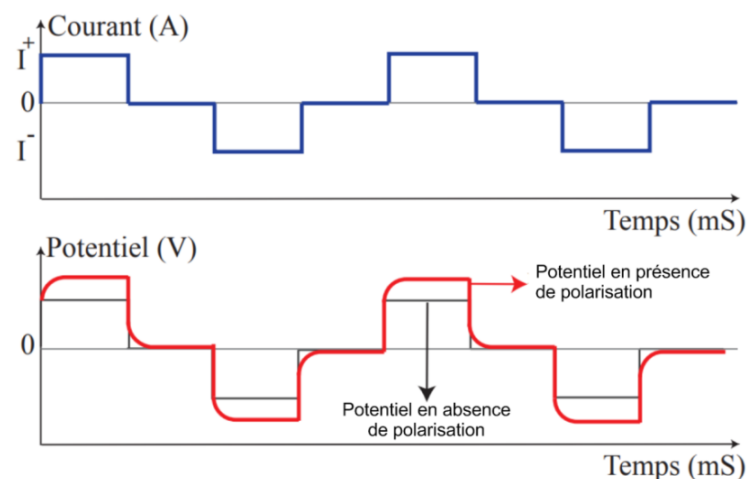 Courant (A)
I+
0
I-
Temps (mS)
Potentiel (V)
Potentiel en présence
de polarisation
0
Potentiel en absence
de polarisation
Temps (mS)